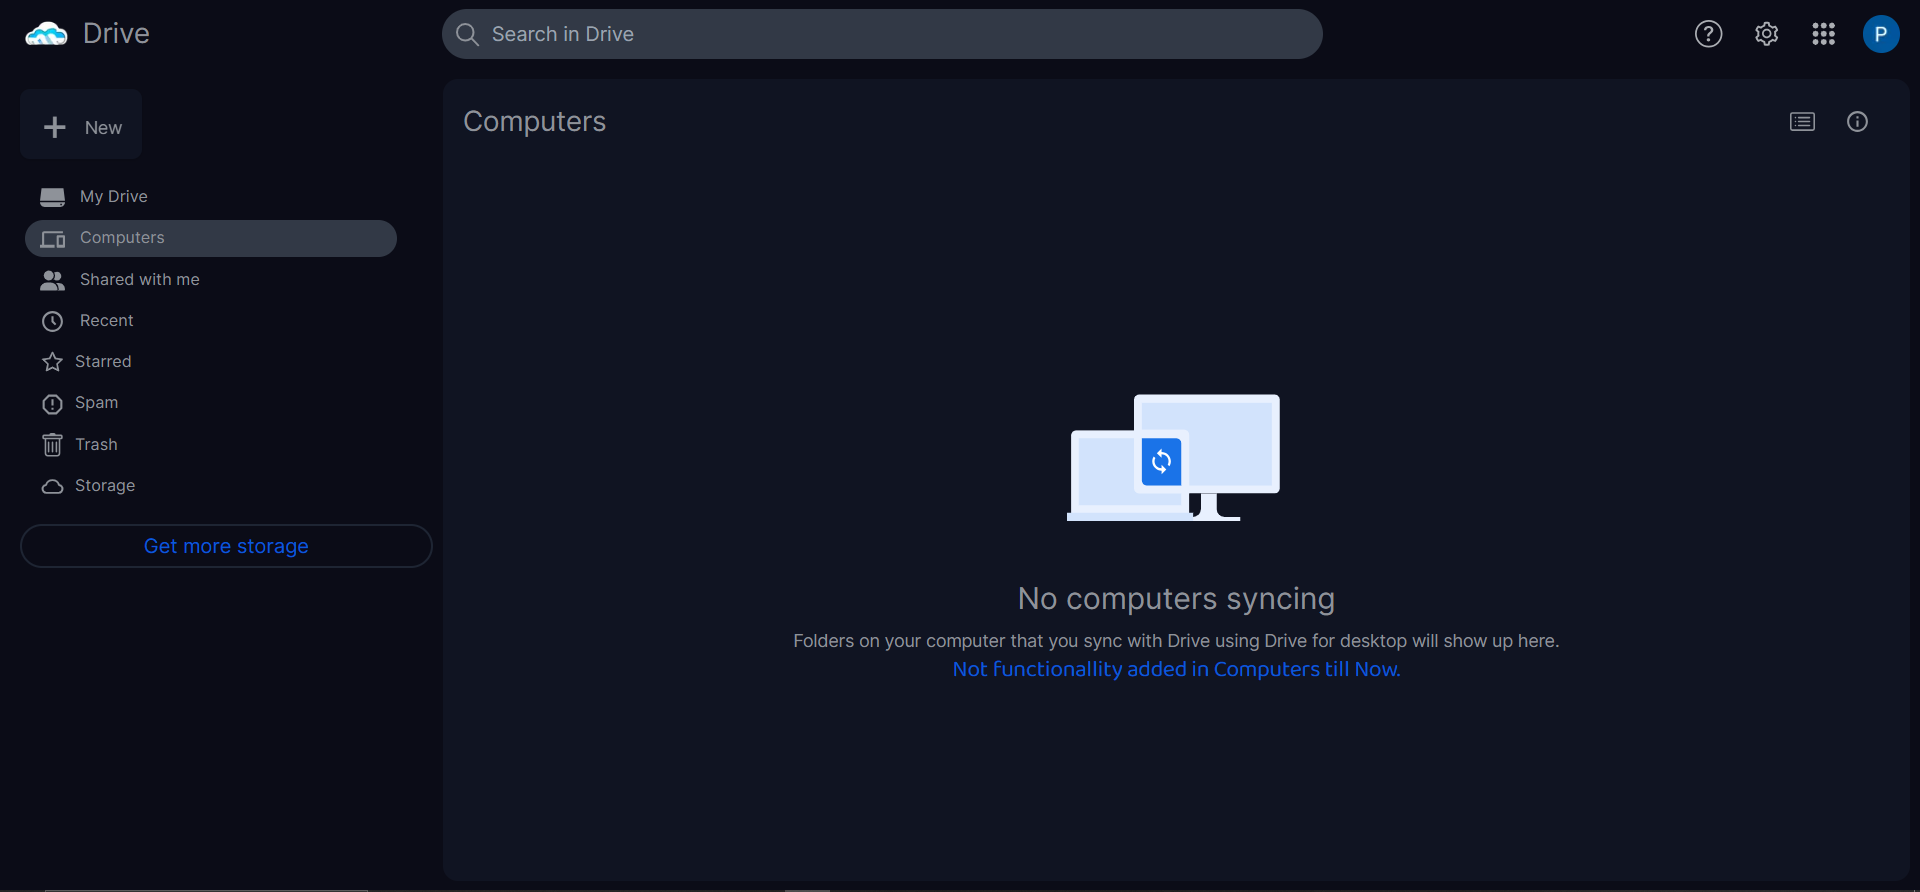 Drive
Search in Drive
P
New
My Drive
Computers
Shared with me
Recent
Starred
Spam
Trash
Storage
Get more storage
Computers
No computers syncing
Folders on your computer that you sync with Drive using Drive for desktop will show up here.
Not Functionallity added in Computers till Now.